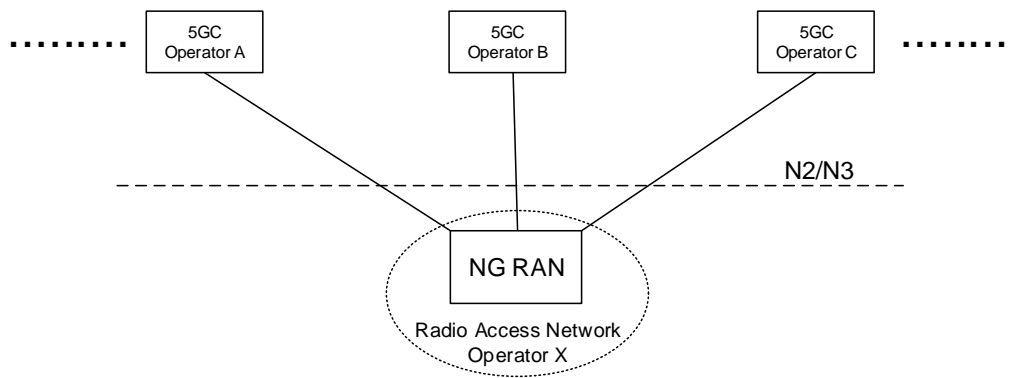 5GC
Operator A
5GC
Operator B
5GC
Operator C
N2/N3
NG RAN
Radio Access Network
Operator X